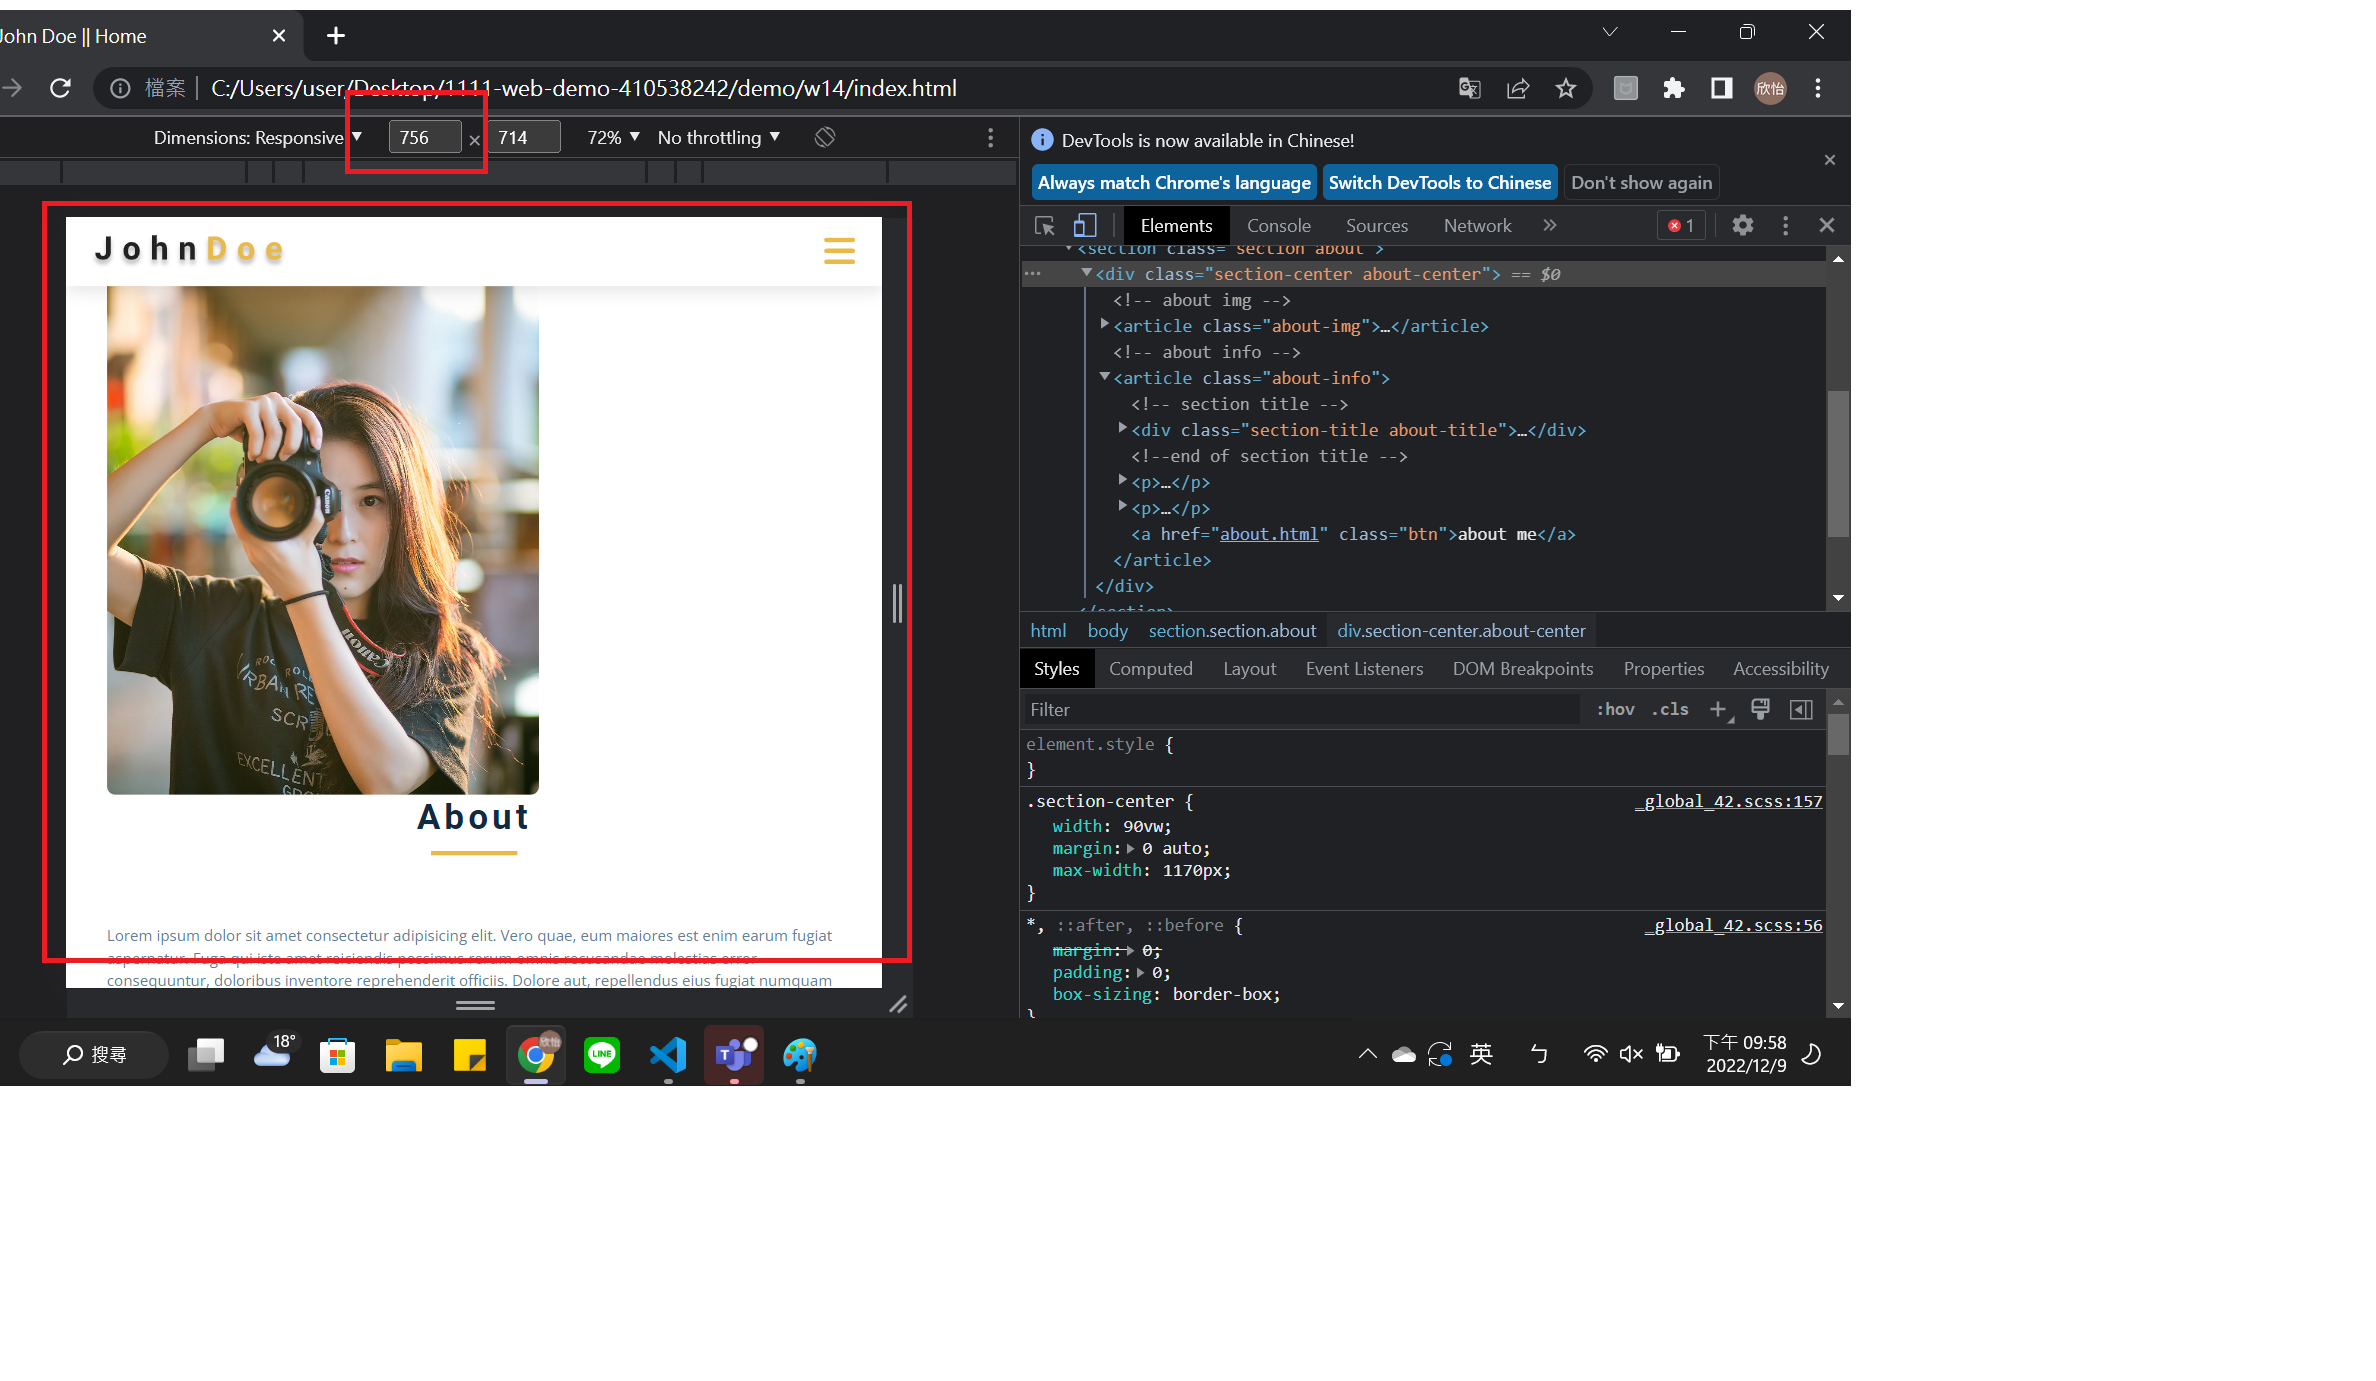 John Doe || Home
檔案 | C:/Users/user/Desktop/1111-web-demo-410538242/demo/w14/index.html
欣怡
Dimensions: Responsive ▼ 756 × 714 72% ▼ No throttling ▼
DevTools is now available in Chinese!
Always match Chrome's language Switch DevTools to Chinese Don't show again
Elements Console Sources Network » 1
JohnDoe
<section class="section about">
<div class="section-center about-center"> == $0
<!-- about img -->
<article class="about-img">…</article>
<!-- about info -->
<article class="about-info">
<!-- section title -->
<div class="section-title about-title">…</div>
<!--end of section title -->
<p>…</p>
<p>…</p>
<a href="about.html" class="btn">about me</a>
</article>
</div>
</section>
html body section.section.about div.section-center.about-center
Styles Computed Layout Event Listeners DOM Breakpoints Properties Accessibility
Filter :hov .cls
element.style {
}
.section-center { _global_42.scss:157
width: 90vw;
margin: 0 auto;
max-width: 1170px;
}
*, ::after, ::before { _global_42.scss:56
margin: 0;
padding: 0;
box-sizing: border-box;
}
Canon
Canon
SCR
EXCELLENT
About
Lorem ipsum dolor sit amet consectetur adipisicing elit. Vero quae, eum maiores est enim earum fugiat
aspernatur. Fuga qui iste amet reiciendis possimus rerum omnis recusandae molestias error
consequuntur, doloribus inventore reprehenderit officiis. Dolore aut, repellendus eius fugiat numquam
搜尋
18°
欣怡
LINE
英
ㄅ
下午 09:58
2022/12/9